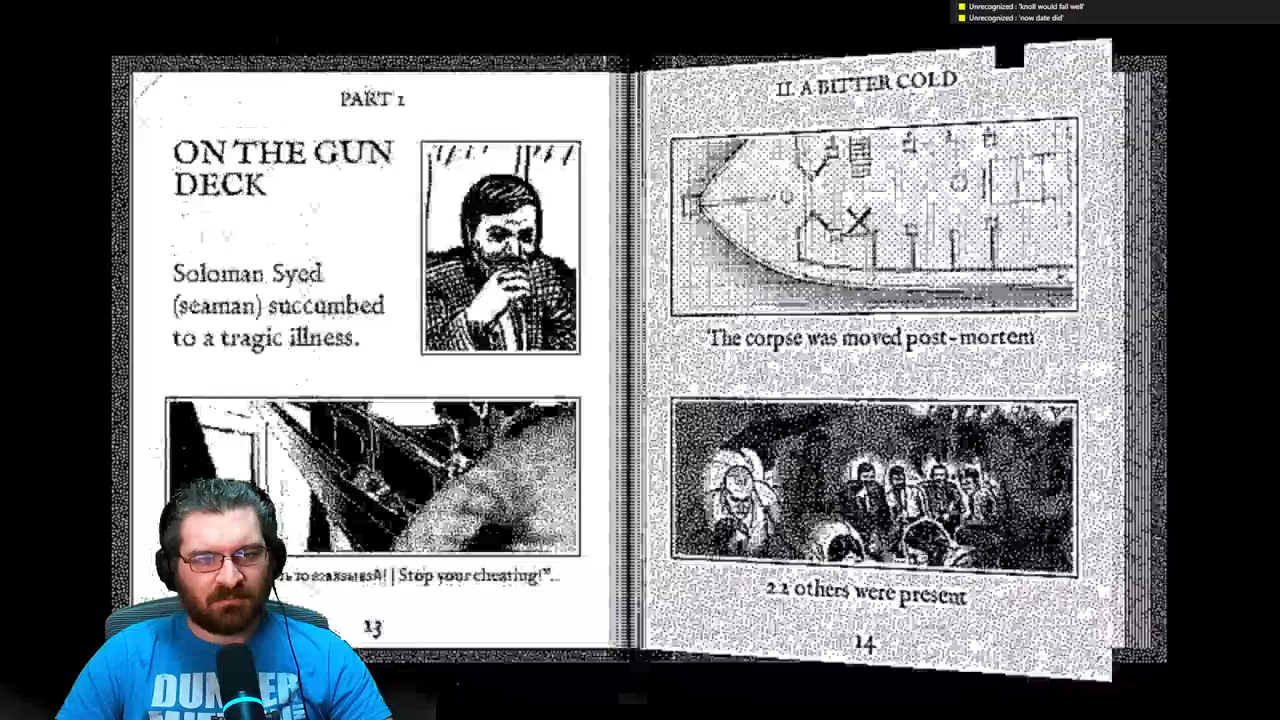 Unrecognized : 'knoll would fall well'
Unrecognized : 'now date did'
PART 1
ON THE GUN
DECK
Soloman Syed
(seaman) succumbed
to a tragic illness.
Stop your cheating!"...
13
II. A BITTER COLD
The corpse was moved post-mortem
22 others were present
14